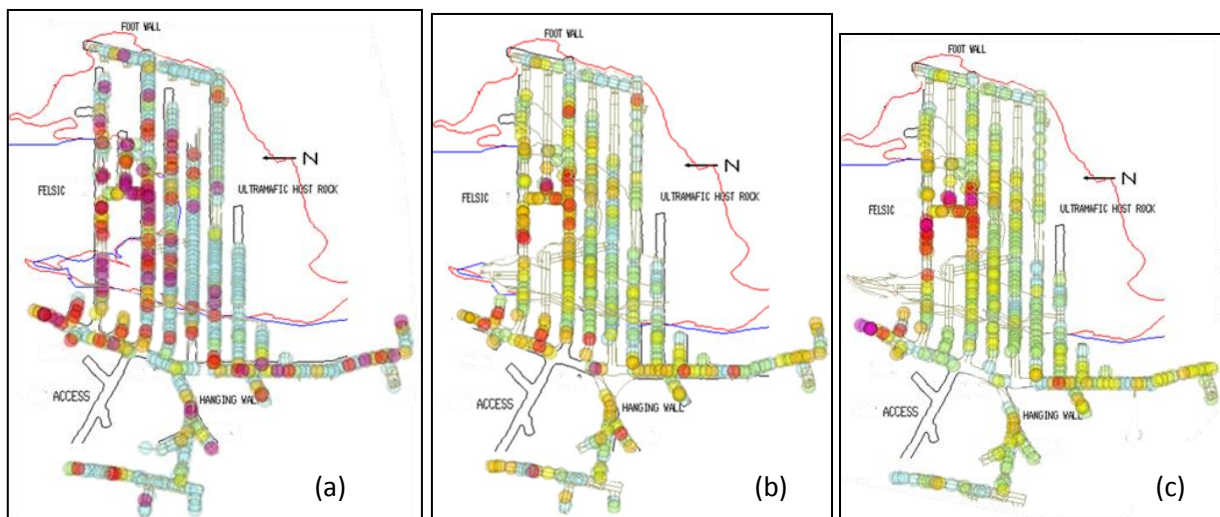 FOOT WALL
N
FELSIC
ULTRAMAFIC HOST ROCK
ACCESS
HANGING WALL
(a)
FOOT WALL
N
FELSIC
ULTRAMAFIC HOST ROCK
ACCESS
HANGING WALL
(b)
FOOT WALL
N
FELSIC
ULTRAMAFIC HOST ROCK
ACCESS
HANGING WALL
(c)